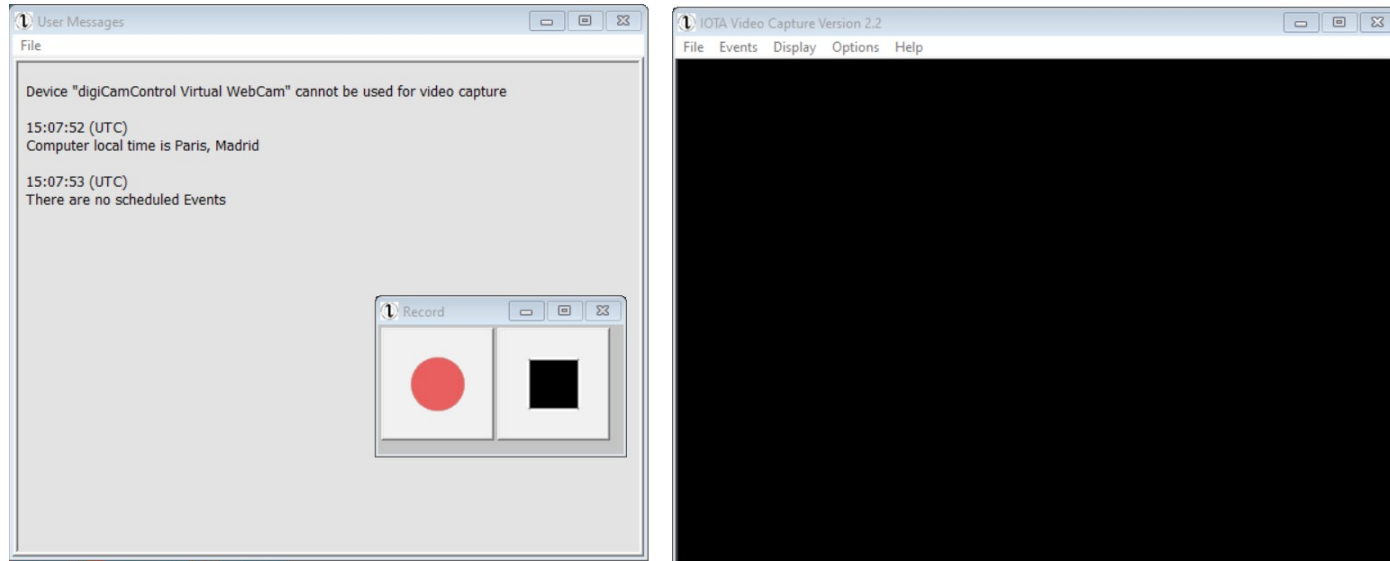 User Messages
File
Device "digiCamControl Virtual WebCam" cannot be used for video capture
15:07:52 (UTC)
Computer local time is Paris, Madrid
15:07:53 (UTC)
There are no scheduled Events
Record
IOTA Video Capture Version 2.2
File Events Display Options Help